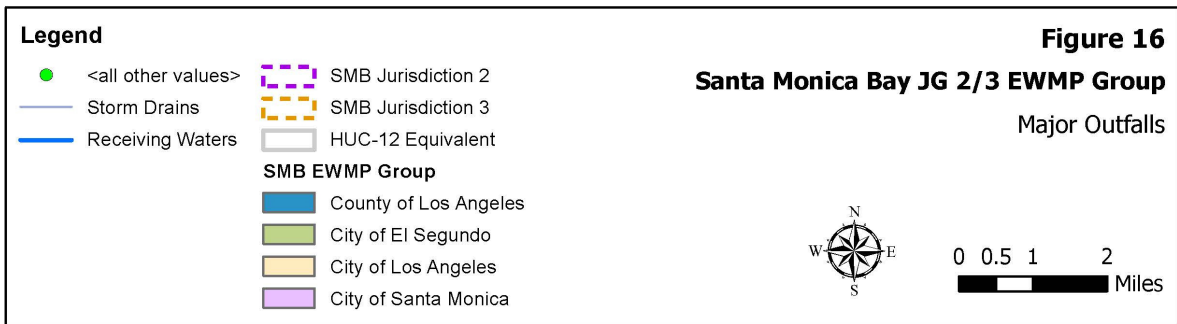 Legend
<all other values>
Storm Drains
Receiving Waters
SMB Jurisdiction 2
SMB Jurisdiction 3
HUC-12 Equivalent
SMB EWMP Group
County of Los Angeles
City of El Segundo
City of Los Angeles
City of Santa Monica
Figure 16
Santa Monica Bay JG 2/3 EWMP Group
Major Outfalls
N
W E
S
0 0.5 1 2
Miles